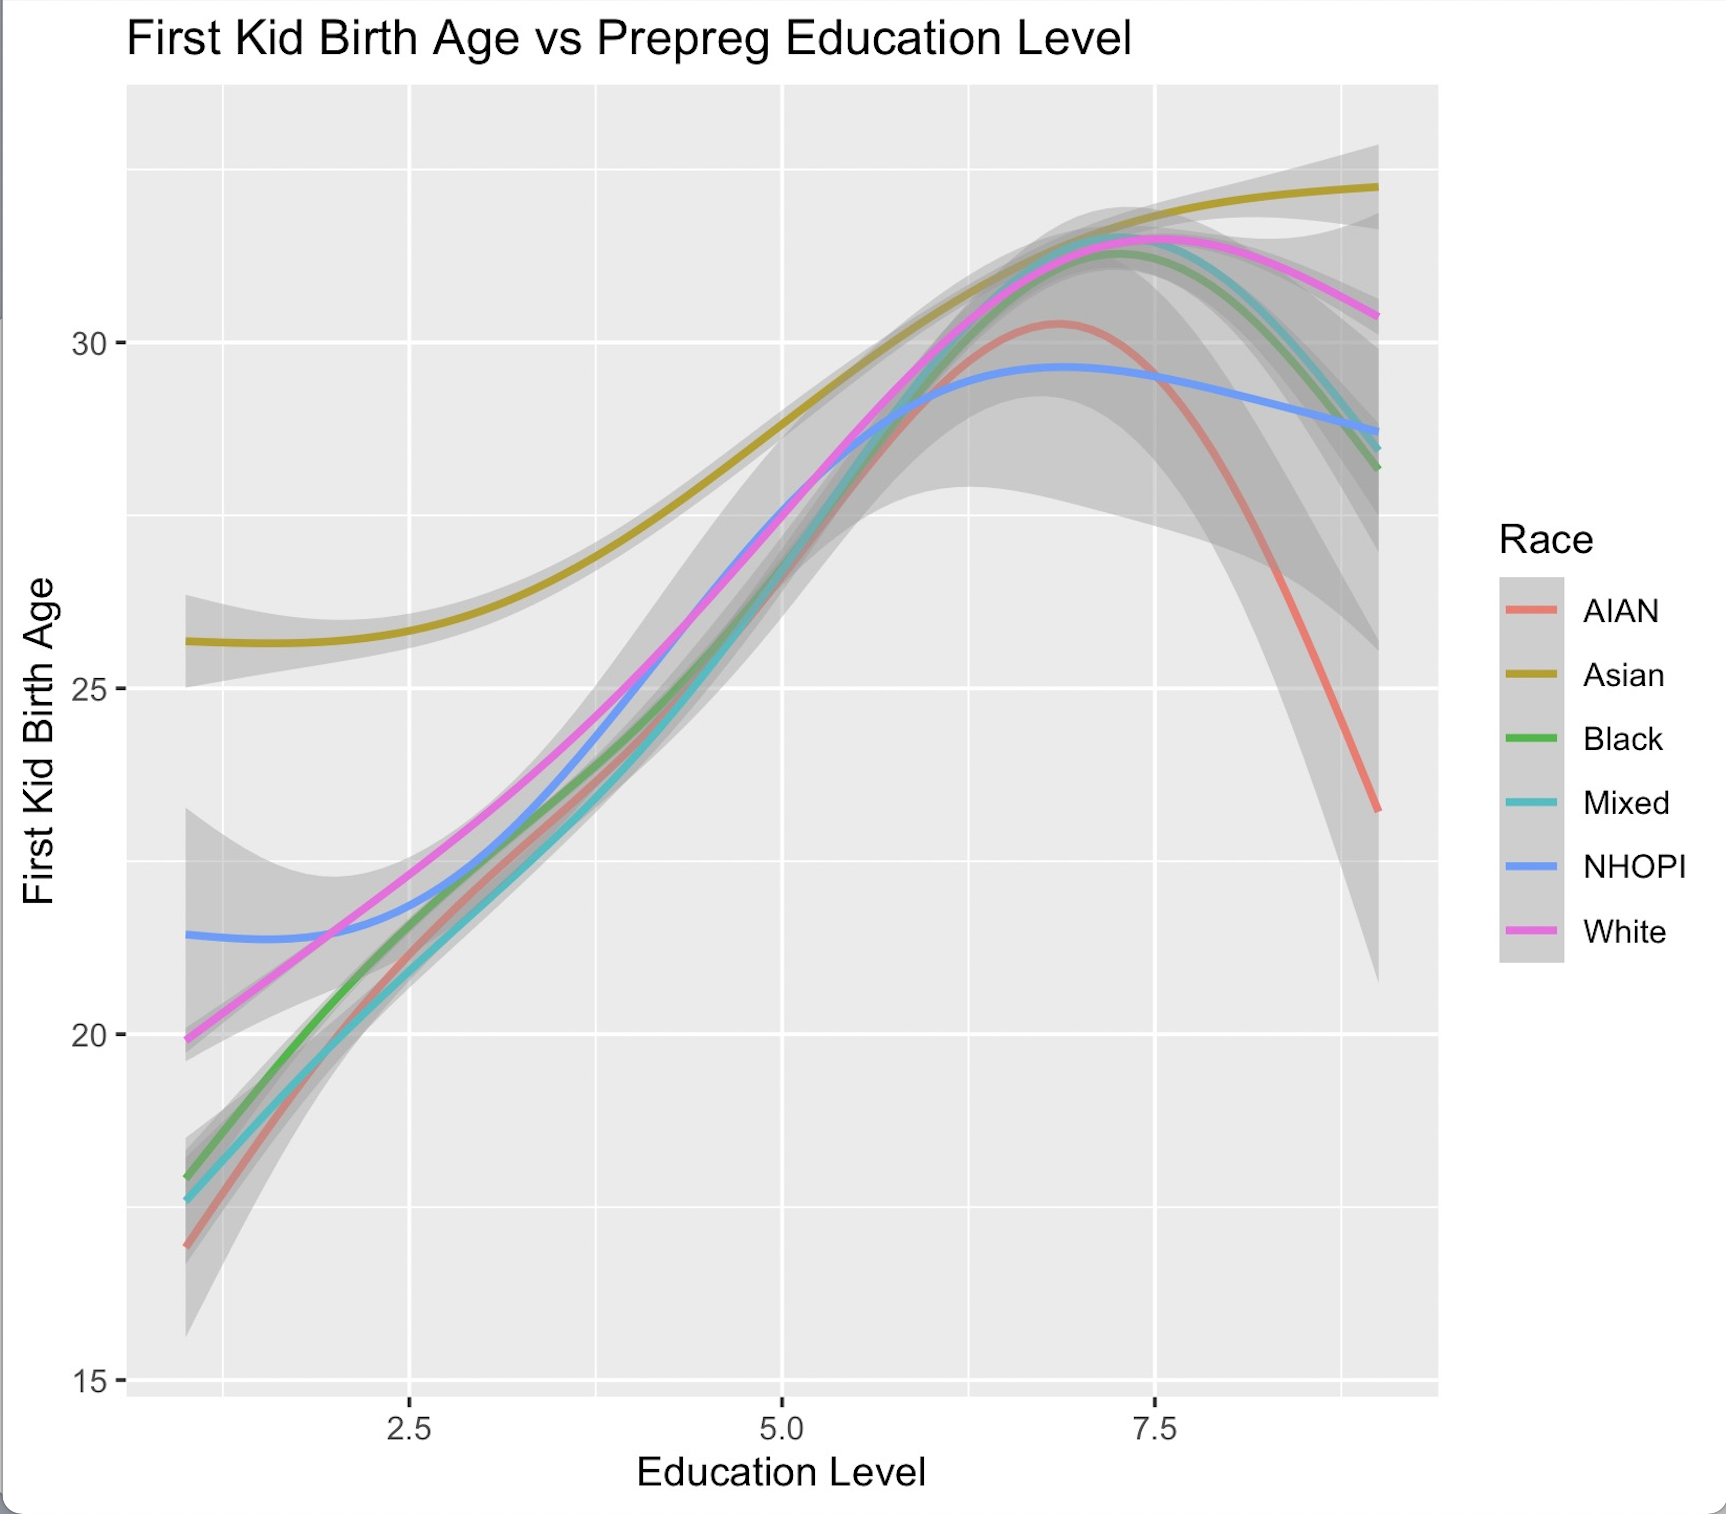 First Kid Birth Age vs Prepreg Education Level
First Kid Birth Age
30
25
20
15
2.5 5.0 7.5
Education Level
Race
AIAN
Asian
Black
Mixed
NHOPI
White